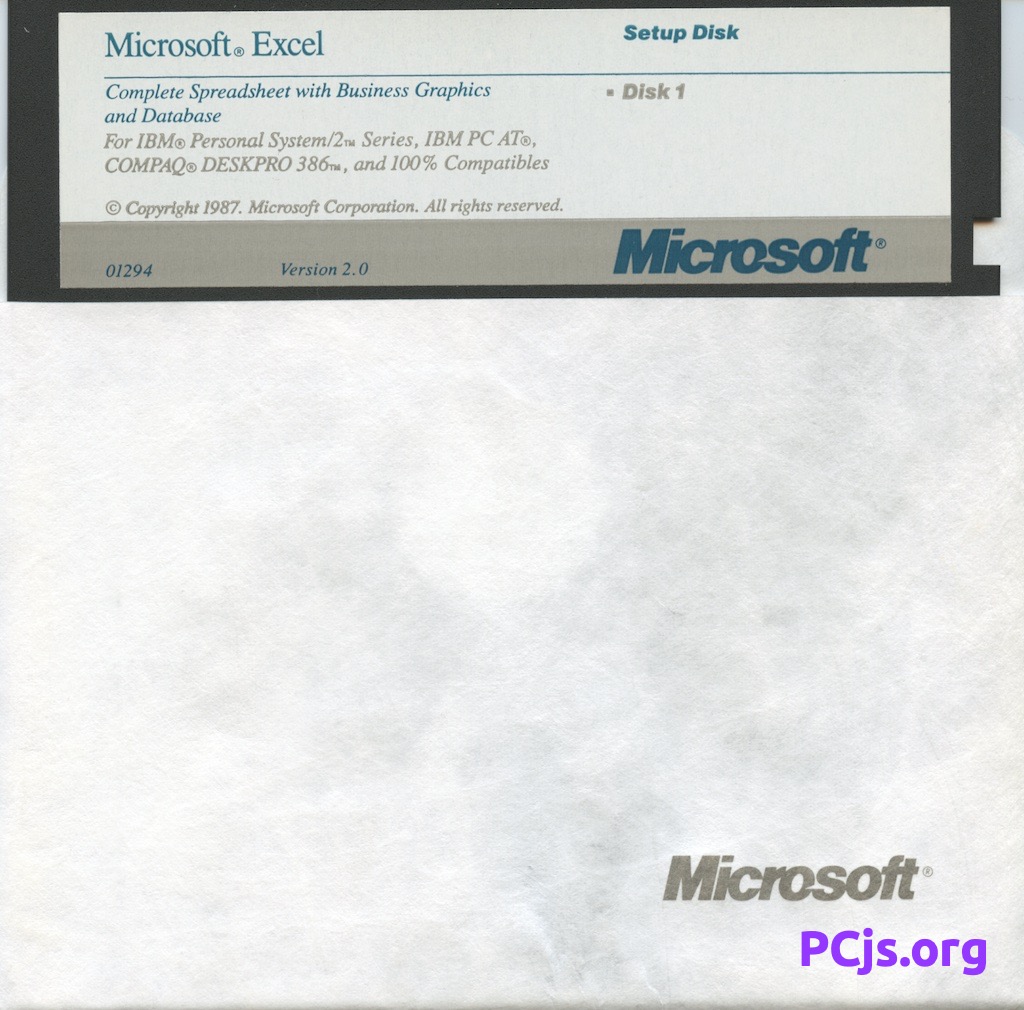 Microsoft® Excel
Setup Disk
Complete Spreadsheet with Business Graphics
and Database
▪ Disk 1
For IBM® Personal System/2™ Series, IBM PC AT®,
COMPAQ® DESKPRO 386™, and 100% Compatibles
© Copyright 1987. Microsoft Corporation. All rights reserved.
01294
Version 2.0
Microsoft®
Microsoft®
PCjs.org